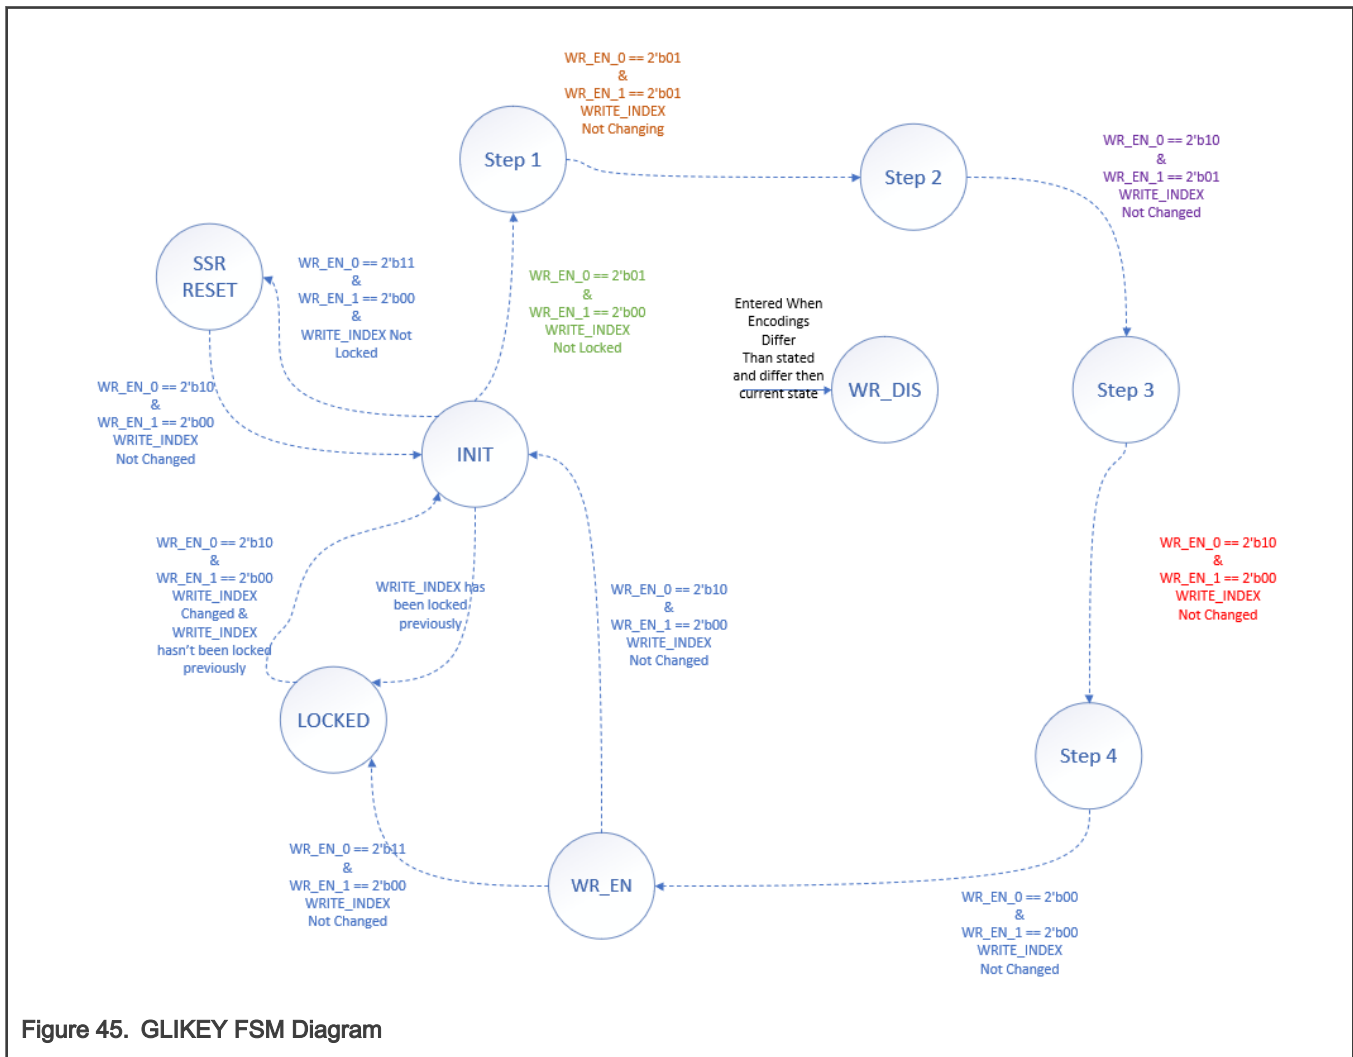 WR_EN_0 == 2'b01
&
WR_EN_1 == 2'b01
WRITE_INDEX
Not Changing
Step 1
Step 2
WR_EN_0 == 2'b10
&
WR_EN_1 == 2'b01
WRITE_INDEX
Not Changed
SSR
RESET
WR_EN_0 == 2'b11
&
WR_EN_1 == 2'b00
&
WRITE_INDEX Not
Locked
WR_EN_0 == 2'b01
&
WR_EN_1 == 2'b00
WRITE_INDEX
Not Locked
Entered When
Encodings
Differ
Than stated
and differ then
current state
WR_DIS
Step 3
WR_EN_0 == 2'b10
&
WR_EN_1 == 2'b00
WRITE_INDEX
Not Changed
INIT
WR_EN_0 == 2'b10
&
WR_EN_1 == 2'b00
WRITE_INDEX
Changed &
WRITE_INDEX
hasn't been locked
previously
WRITE_INDEX has
been locked
previously
WR_EN_0 == 2'b10
&
WR_EN_1 == 2'b00
WRITE_INDEX
Not Changed
WR_EN_0 == 2'b10
&
WR_EN_1 == 2'b00
WRITE_INDEX
Not Changed
LOCKED
Step 4
WR_EN_0 == 2'b11
&
WR_EN_1 == 2'b00
WRITE_INDEX
Not Changed
WR_EN
WR_EN_0 == 2'b00
&
WR_EN_1 == 2'b00
WRITE_INDEX
Not Changed
Figure 45. GLIKEY FSM Diagram